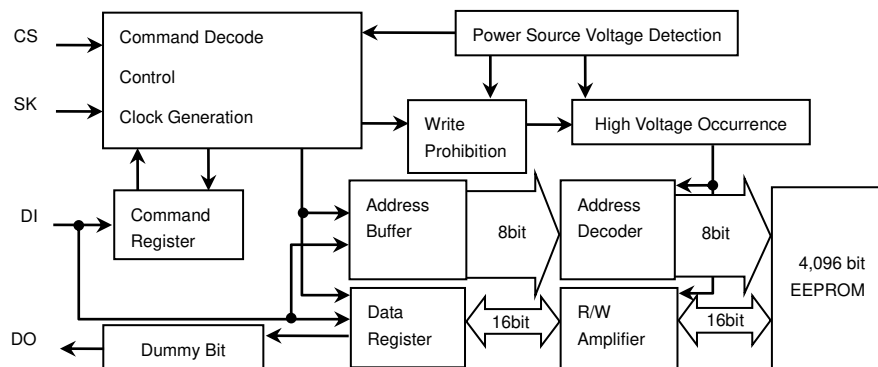 CS
Command Decode
Control
Clock Generation
Power Source Voltage Detection
SK
Write
Prohibition
High Voltage Occurrence
DI
Command
Register
Address
Buffer
8bit
Address
Decoder
8bit
4,096 bit
EEPROM
DO
Dummy Bit
Data
Register
16bit
R/W
Amplifier
16bit